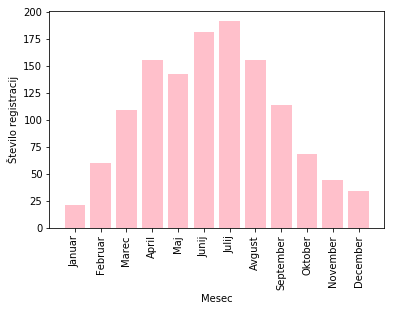 Število registracij
200
175
150
125
100
75
50
25
0
Januar
Februar
Marec
April
Maj
Junij
Julij
Avgust
September
Oktober
November
December
Mesec